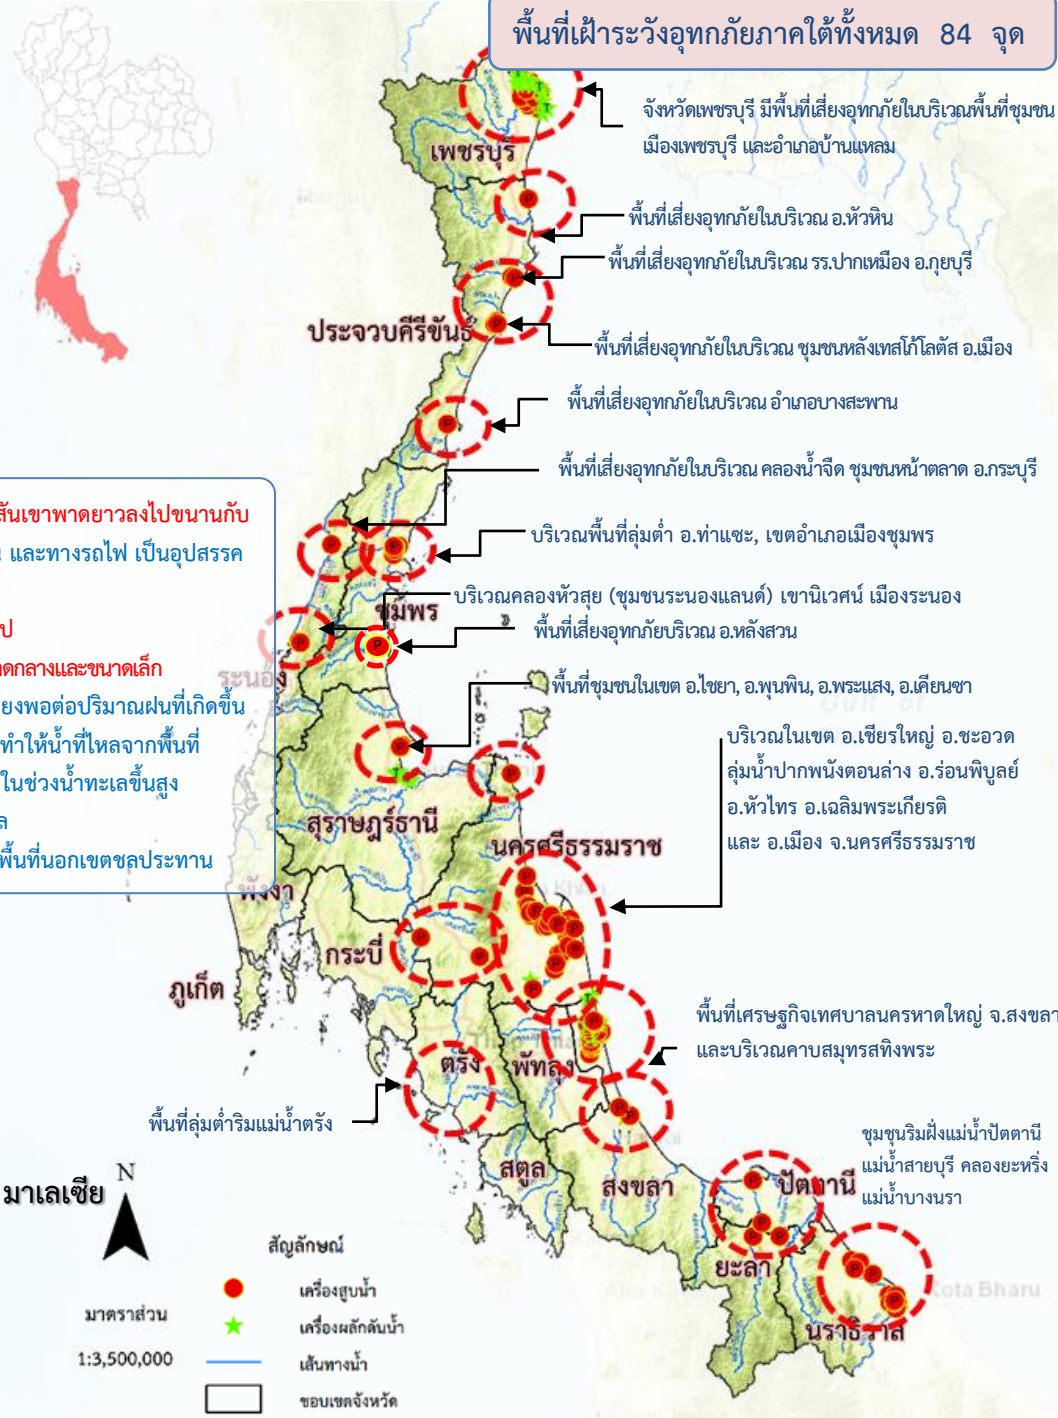 พื้นที่เฝ้าระวังอุทกภัยภาคใต้ทั้งหมด 84 จุด
จังหวัดเพชรบุรี มีพื้นที่เสี่ยงอุทกภัยในบริเวณพื้นที่ชุมชน
เมืองเพชรบุรี และอำเภอบ้านแหลม
เพชรบุรี
พื้นที่เสี่ยงอุทกภัยในบริเวณ อ.หัวหิน
พื้นที่เสี่ยงอุทกภัยในบริเวณ รร.ปากเหมือง อ.กุยบุรี
ประจวบคีรีขันธ์
พื้นที่เสี่ยงอุทกภัยในบริเวณ ชุมชนหลังเทสโก้โลตัส อ.เมือง
พื้นที่เสี่ยงอุทกภัยในบริเวณ อำเภอบางสะพาน
พื้นที่เสี่ยงอุทกภัยในบริเวณ คลองน้ำจืด ชุมชนหน้าตลาด อ.กระบุรี
สันเขาพาดยาวลงไปขนานกับ
และทางรถไฟ เป็นอุปสรรค
บริเวณพื้นที่ลุ่มต่ำ อ.ท่าแซะ, เขตอำเภอเมืองชุมพร
ชุมพร
บริเวณคลองหัวสุย (ชุมชนระนองแลนด์) เขานิเวศน์ เมืองระนอง
พื้นที่เสี่ยงอุทกภัยบริเวณ อ.หลังสวน
ดกลางและขนาดเล็ก
ระนอง
พื้นที่ชุมชนในเขต อ.ไชยา, อ.พุนพิน, อ.พระแสง, อ.เคียนซา
ยงพอต่อปริมาณฝนที่เกิดขึ้น
ทำให้น้ำที่ไหลจากพื้นที่
ในช่วงน้ำทะเลขึ้นสูง
ล
พื้นที่นอกเขตชลประทาน
Gulf of
บริเวณในเขต อ.เชียรใหญ่ อ.ชะอวด
ลุ่มน้ำปากพนังตอนล่าง อ.ร่อนพิบูลย์
อ.หัวไทร อ.เฉลิมพระเกียรติ
และ อ.เมือง จ.นครศรีธรรมราช
สุราษฎร์ธานี
นครศรีธรรมราช
พังงา
กระบี่
ภูเก็ต
พื้นที่เศรษฐกิจเทศบาลนครหาดใหญ่ จ.สงขลา
และบริเวณคาบสมุทรสทิงพระ
ตรัง
พัทลุง
พื้นที่ลุ่มต่ำริมแม่น้ำตรัง
ชุมชุนริมฝั่งแม่น้ำปัตตานี
แม่น้ำสายบุรี คลองยะหริ่ง
แม่น้ำบางนรา
สตูล
สงขลา
ปัตตานี
ยะลา
นราธิวาส
Kota Bharu
มาเลเซีย
N
มาตราส่วน
1:3,500,000
สัญลักษณ์
เครื่องสูบน้ำ
เครื่องผลักดันน้ำ
เส้นทางน้ำ
ขอบเขตจังหวัด